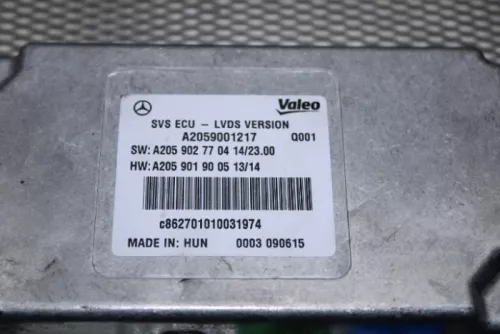 Valeo
SVS ECU - LVDS VERSION
A2059001217 Q001
SW: A205 902 77 04 14/23.00
HW: A205 901 90 05 13/14
c862701010031974
MADE IN: HUN 0003 090615